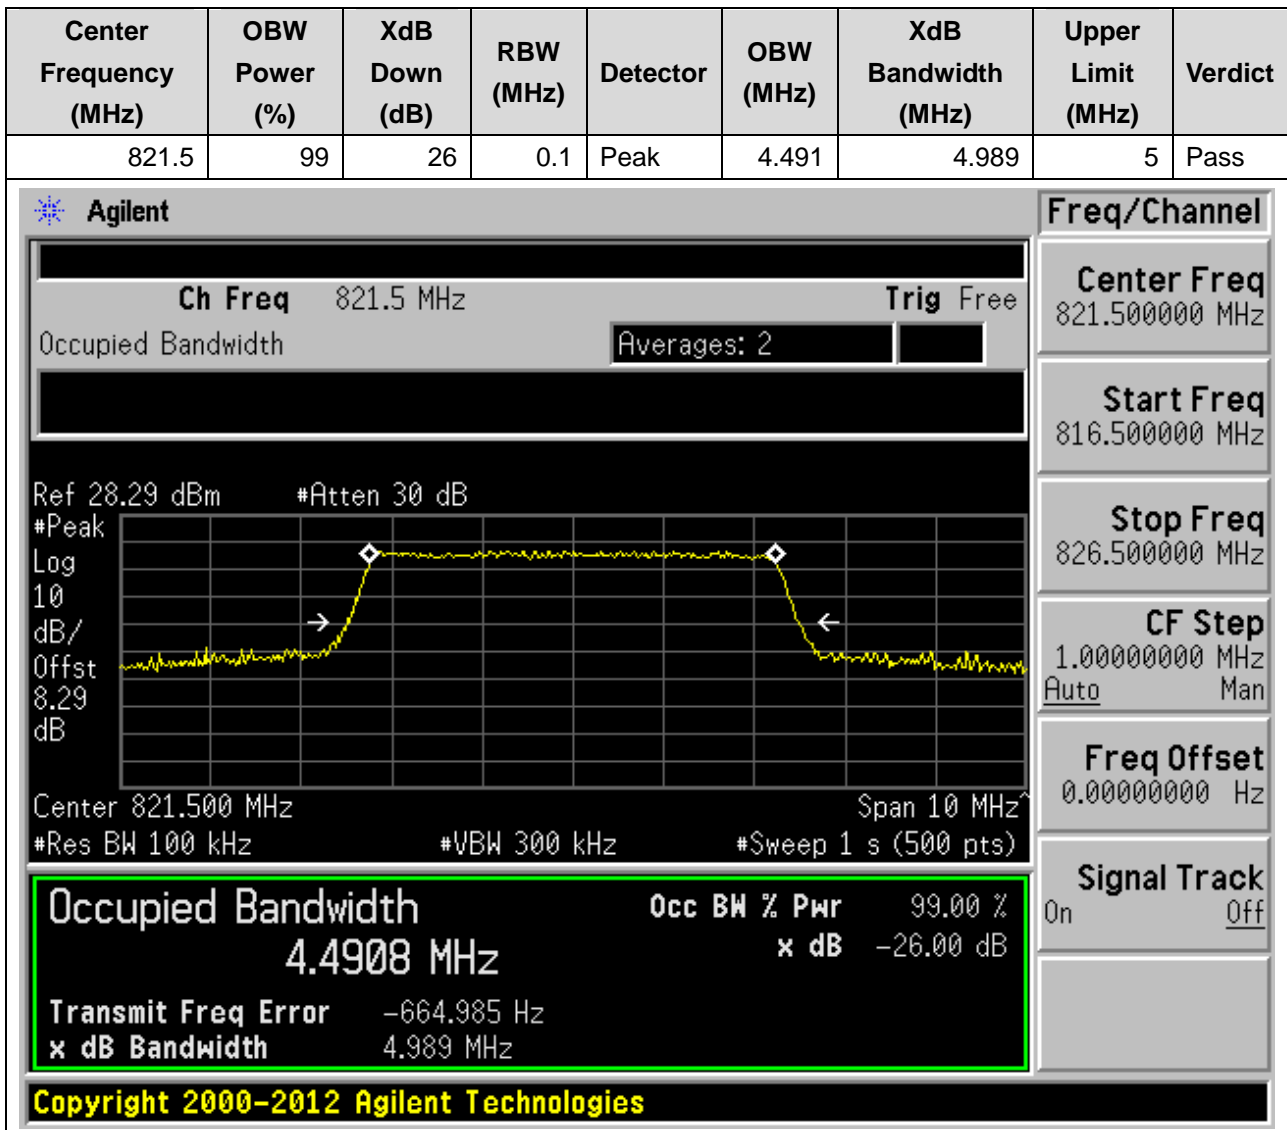 Center Frequency (MHz) OBW Power (%) XdB Down (dB) RBW (MHz) Detector OBW (MHz) XdB Bandwidth (MHz) Upper Limit (MHz) Verdict
821.5 99 26 0.1 Peak 4.491 4.989 5 Pass
Agilent
Ch Freq 821.5 MHz Trig Free
Occupied Bandwidth Averages: 2
Ref 28.29 dBm #Atten 30 dB
#Peak
Log
10
dB/
Offst
8.29
dB
Center 821.500 MHz Span 10 MHz^
#Res BW 100 kHz #VBW 300 kHz #Sweep 1 s (500 pts)
Occupied Bandwidth Occ BW % Pwr 99.00 %
4.4908 MHz x dB -26.00 dB
Transmit Freq Error -664.985 Hz
x dB Bandwidth 4.989 MHz
Copyright 2000-2012 Agilent Technologies
Freq/Channel
Center Freq
821.500000 MHz
Start Freq
816.500000 MHz
Stop Freq
826.500000 MHz
CF Step
1.00000000 MHz
Auto Man
Freq Offset
0.00000000 Hz
Signal Track
On Off